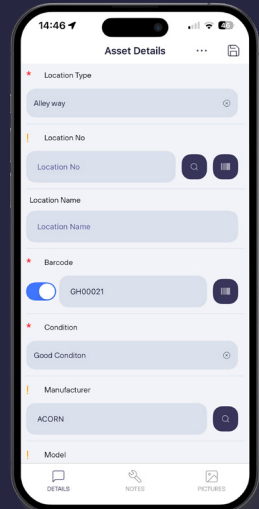 14:46
Asset Details ...
* Location Type
Alley way
! Location No
Location No
Location Name
Location Name
* Barcode
GH00021
* Condition
Good Conditon
! Manufacturer
ACORN
! Model
DETAILS NOTES PICTURES